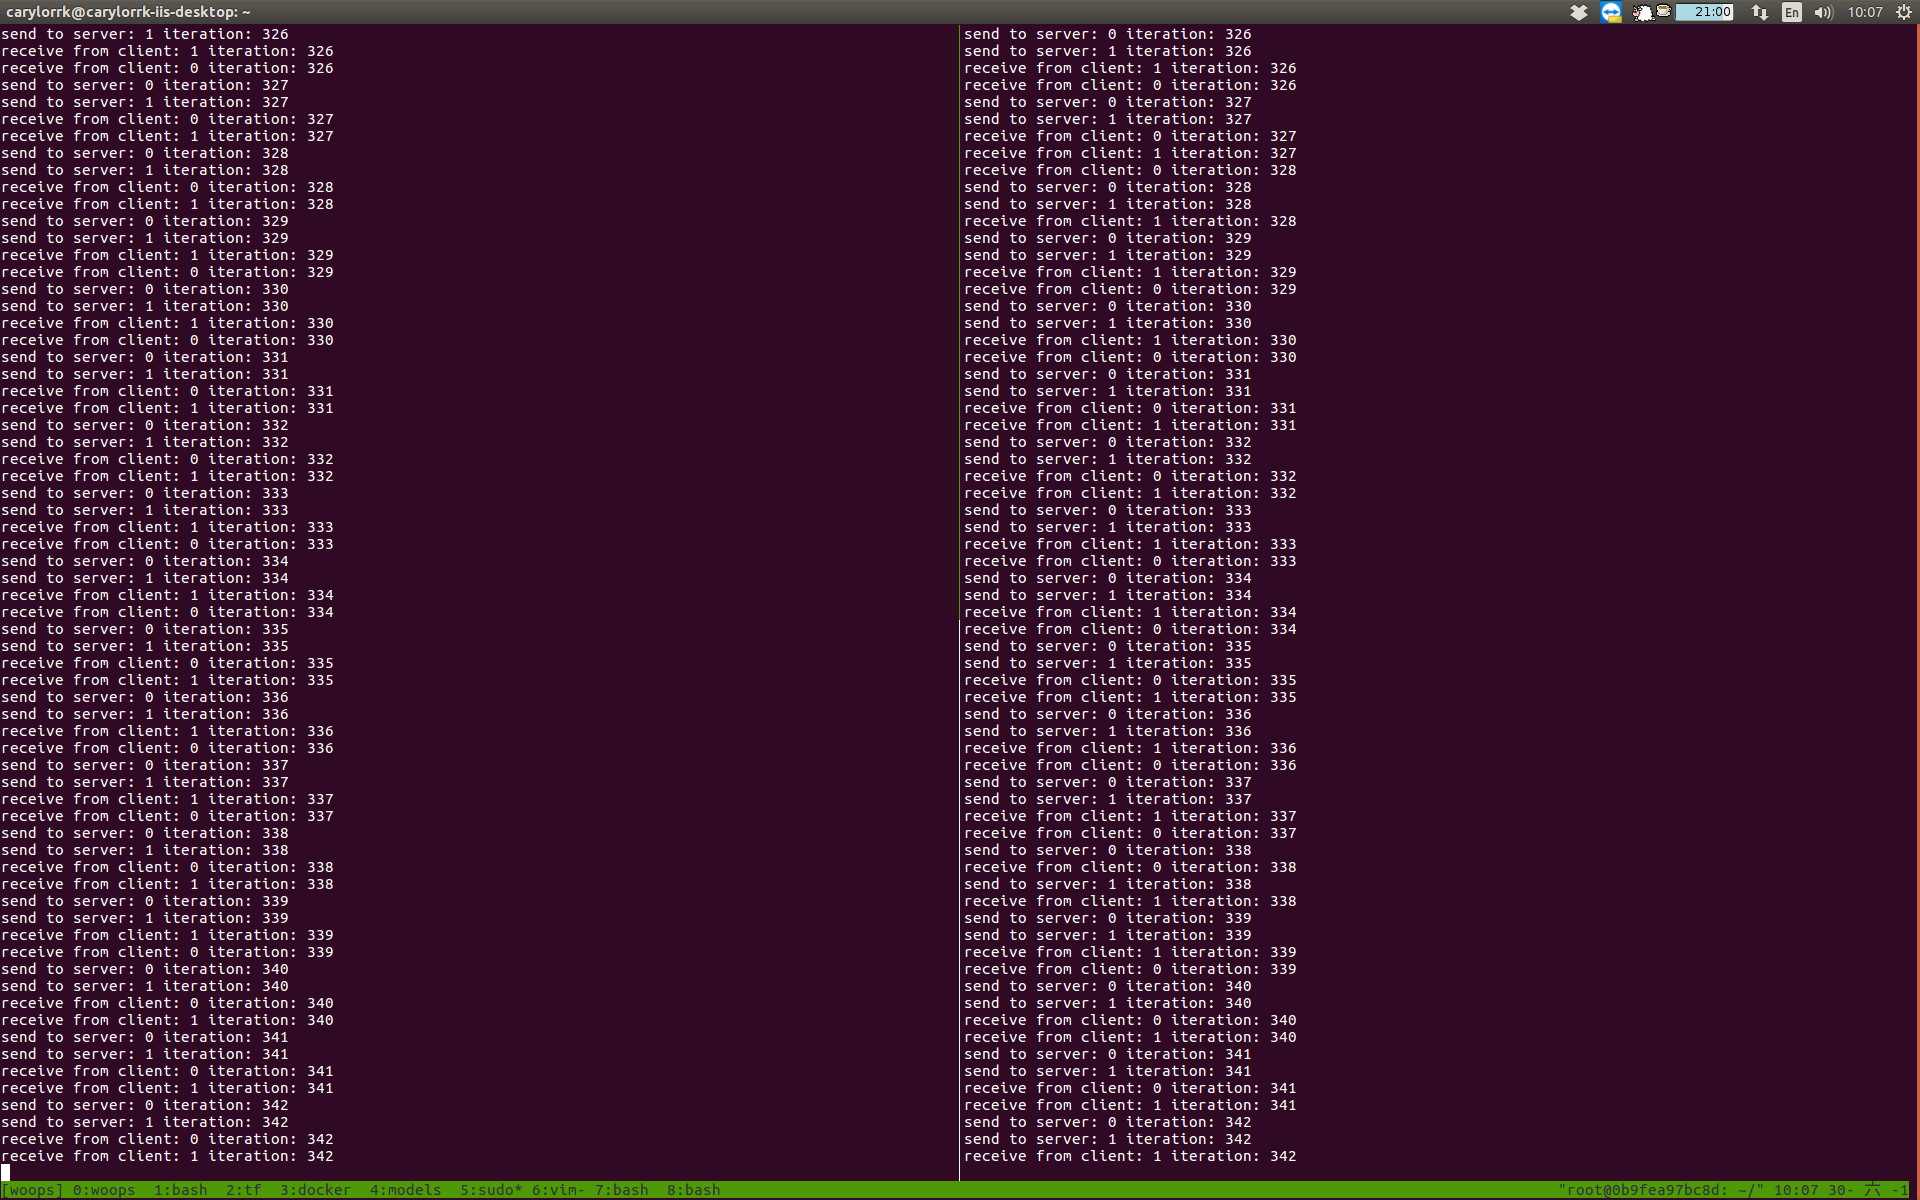 carylorrk@carylorrk-iis-desktop: ~
21:00 En 10:07
send to server: 1 iteration: 326
receive from client: 1 iteration: 326
receive from client: 0 iteration: 326
send to server: 0 iteration: 327
send to server: 1 iteration: 327
receive from client: 0 iteration: 327
receive from client: 1 iteration: 327
send to server: 0 iteration: 328
send to server: 1 iteration: 328
receive from client: 0 iteration: 328
receive from client: 1 iteration: 328
send to server: 0 iteration: 329
send to server: 1 iteration: 329
receive from client: 1 iteration: 329
receive from client: 0 iteration: 329
send to server: 0 iteration: 330
send to server: 1 iteration: 330
receive from client: 1 iteration: 330
receive from client: 0 iteration: 330
send to server: 0 iteration: 331
send to server: 1 iteration: 331
receive from client: 0 iteration: 331
receive from client: 1 iteration: 331
send to server: 0 iteration: 332
send to server: 1 iteration: 332
receive from client: 0 iteration: 332
receive from client: 1 iteration: 332
send to server: 0 iteration: 333
send to server: 1 iteration: 333
receive from client: 1 iteration: 333
receive from client: 0 iteration: 333
send to server: 0 iteration: 334
send to server: 1 iteration: 334
receive from client: 1 iteration: 334
receive from client: 0 iteration: 334
send to server: 0 iteration: 335
send to server: 1 iteration: 335
receive from client: 0 iteration: 335
receive from client: 1 iteration: 335
send to server: 0 iteration: 336
send to server: 1 iteration: 336
receive from client: 1 iteration: 336
receive from client: 0 iteration: 336
send to server: 0 iteration: 337
send to server: 1 iteration: 337
receive from client: 1 iteration: 337
receive from client: 0 iteration: 337
send to server: 0 iteration: 338
send to server: 1 iteration: 338
receive from client: 0 iteration: 338
receive from client: 1 iteration: 338
send to server: 0 iteration: 339
send to server: 1 iteration: 339
receive from client: 1 iteration: 339
receive from client: 0 iteration: 339
send to server: 0 iteration: 340
send to server: 1 iteration: 340
receive from client: 0 iteration: 340
receive from client: 1 iteration: 340
send to server: 0 iteration: 341
send to server: 1 iteration: 341
receive from client: 0 iteration: 341
receive from client: 1 iteration: 341
send to server: 0 iteration: 342
send to server: 1 iteration: 342
receive from client: 0 iteration: 342
receive from client: 1 iteration: 342
send to server: 0 iteration: 326
send to server: 1 iteration: 326
receive from client: 1 iteration: 326
receive from client: 0 iteration: 326
send to server: 0 iteration: 327
send to server: 1 iteration: 327
receive from client: 0 iteration: 327
receive from client: 1 iteration: 327
receive from client: 0 iteration: 328
send to server: 0 iteration: 328
send to server: 1 iteration: 328
receive from client: 1 iteration: 328
send to server: 0 iteration: 329
send to server: 1 iteration: 329
receive from client: 1 iteration: 329
receive from client: 0 iteration: 329
send to server: 0 iteration: 330
send to server: 1 iteration: 330
receive from client: 1 iteration: 330
receive from client: 0 iteration: 330
send to server: 0 iteration: 331
send to server: 1 iteration: 331
receive from client: 0 iteration: 331
receive from client: 1 iteration: 331
send to server: 0 iteration: 332
send to server: 1 iteration: 332
receive from client: 0 iteration: 332
receive from client: 1 iteration: 332
send to server: 0 iteration: 333
send to server: 1 iteration: 333
receive from client: 1 iteration: 333
receive from client: 0 iteration: 333
send to server: 0 iteration: 334
send to server: 1 iteration: 334
receive from client: 1 iteration: 334
receive from client: 0 iteration: 334
send to server: 0 iteration: 335
send to server: 1 iteration: 335
receive from client: 0 iteration: 335
receive from client: 1 iteration: 335
send to server: 0 iteration: 336
send to server: 1 iteration: 336
receive from client: 1 iteration: 336
receive from client: 0 iteration: 336
send to server: 0 iteration: 337
send to server: 1 iteration: 337
receive from client: 1 iteration: 337
receive from client: 0 iteration: 337
send to server: 0 iteration: 338
receive from client: 0 iteration: 338
send to server: 1 iteration: 338
receive from client: 1 iteration: 338
send to server: 0 iteration: 339
send to server: 1 iteration: 339
receive from client: 1 iteration: 339
receive from client: 0 iteration: 339
send to server: 0 iteration: 340
send to server: 1 iteration: 340
receive from client: 0 iteration: 340
receive from client: 1 iteration: 340
send to server: 0 iteration: 341
send to server: 1 iteration: 341
receive from client: 0 iteration: 341
receive from client: 1 iteration: 341
send to server: 0 iteration: 342
send to server: 1 iteration: 342
receive from client: 1 iteration: 342
[woops] 0:woops 1:bash 2:tf 3:docker 4:models 5:sudo* 6:vim- 7:bash 8:bash "root@0b9fea97bc8d: ~/" 10:07 30- 六 -1